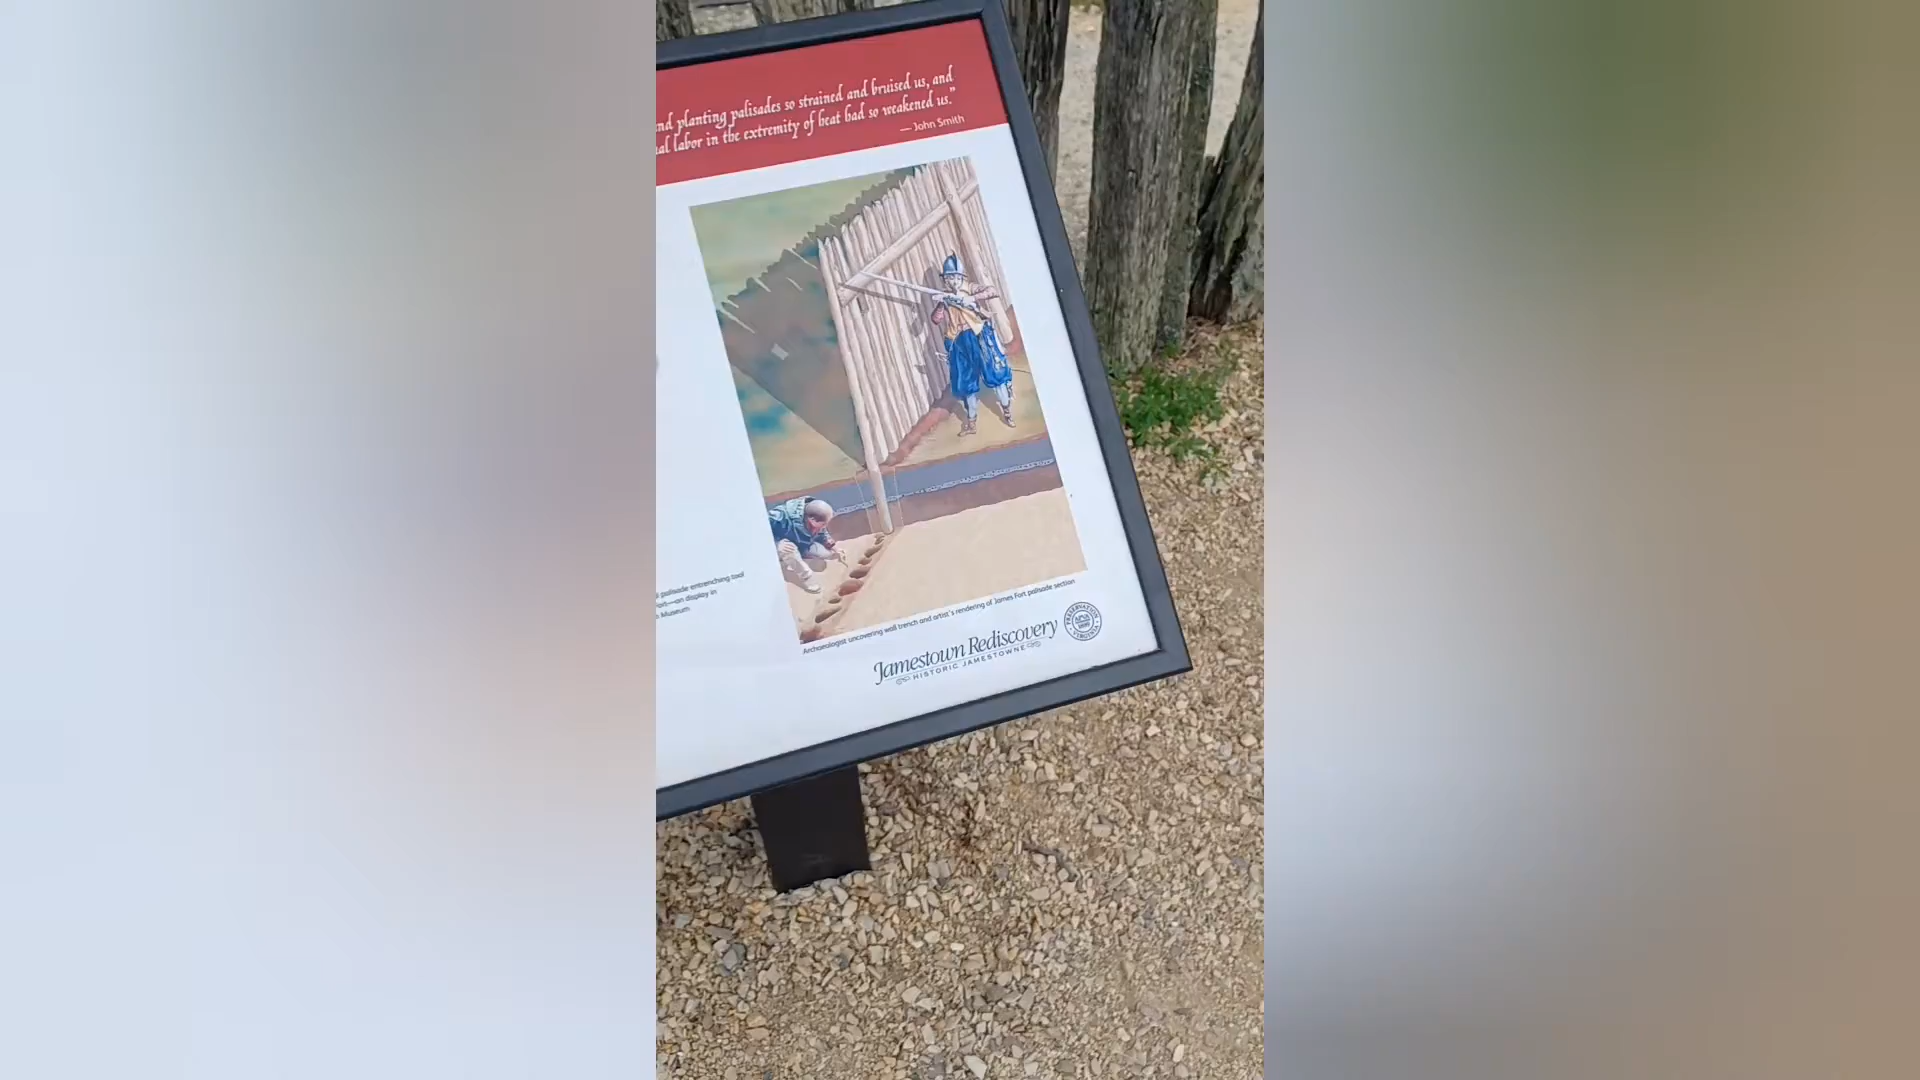 nd planting palisades so strained and bruised us, and
al labor in the extremity of heat had so weakened us."
— John Smith
palisade entrenching tool
—on display in
Museum
Archaeologist uncovering wall trench and artist's rendering of James Fort palisade section
Jamestown Rediscovery
HISTORIC JAMESTOWNE
PRESERVATION
VIRGINIA